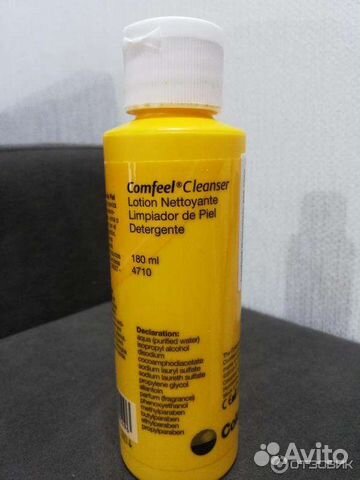 Comfeel® Cleanser
Lotion Nettoyante
Limpiador de Piel
Detergente
180 ml
4710
Declaration:
aqua (purified water)
isopropyl alcohol
disodium
cocoamphodiacetate
sodium lauryl sulfate
sodium laureth sulfate
propylene glycol
allantoin
parfum (fragrance)
phenoxyethanol
methylparaben
butylparaben
ethylparaben
propylparaben
Avito
ОТЗОВИК